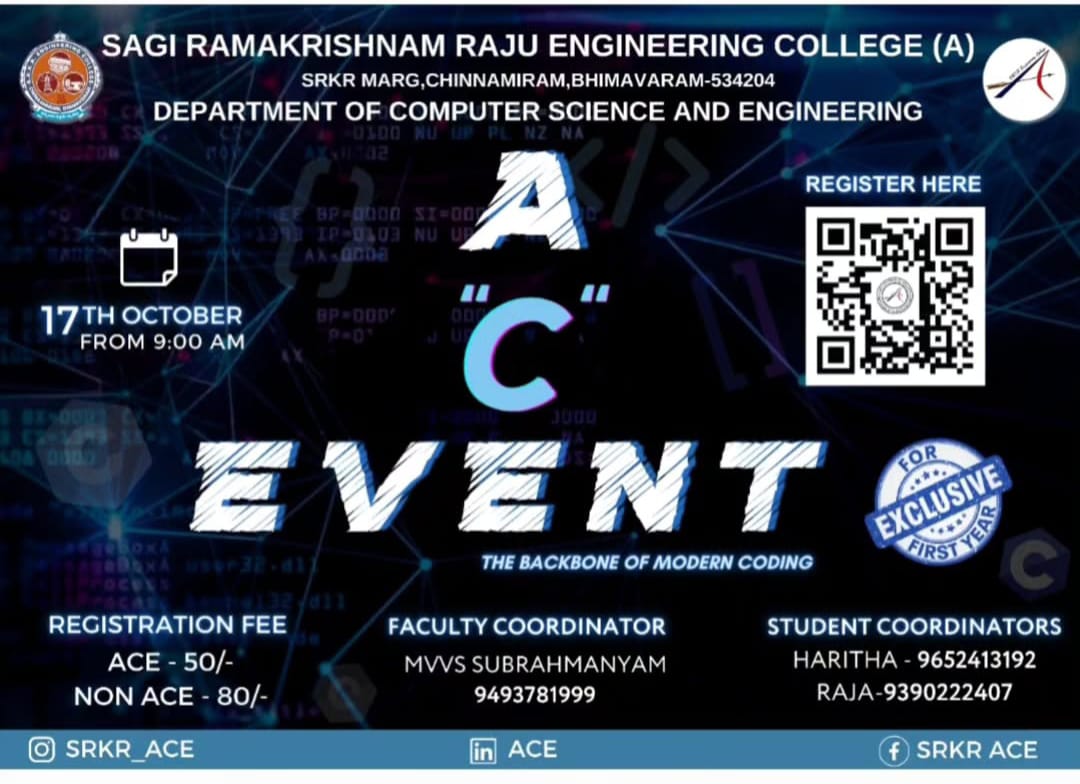 SAGI RAMAKRISHNAM RAJU ENGINEERING COLLEGE (A)
SRKR MARG,CHINNAMIRAM,BHIMAVARAM-534204
DEPARTMENT OF COMPUTER SCIENCE AND ENGINEERING
A
"C"
EVENT
THE BACKBONE OF MODERN CODING
17TH OCTOBER
FROM 9:00 AM
REGISTER HERE
FOR
EXCLUSIVE
FIRST YEAR
REGISTRATION FEE
ACE - 50/-
NON ACE - 80/-
FACULTY COORDINATOR
MVVS SUBRAHMANYAM
9493781999
STUDENT COORDINATORS
HARITHA - 9652413192
RAJA-9390222407
SRKR_ACE
in ACE
f SRKR ACE